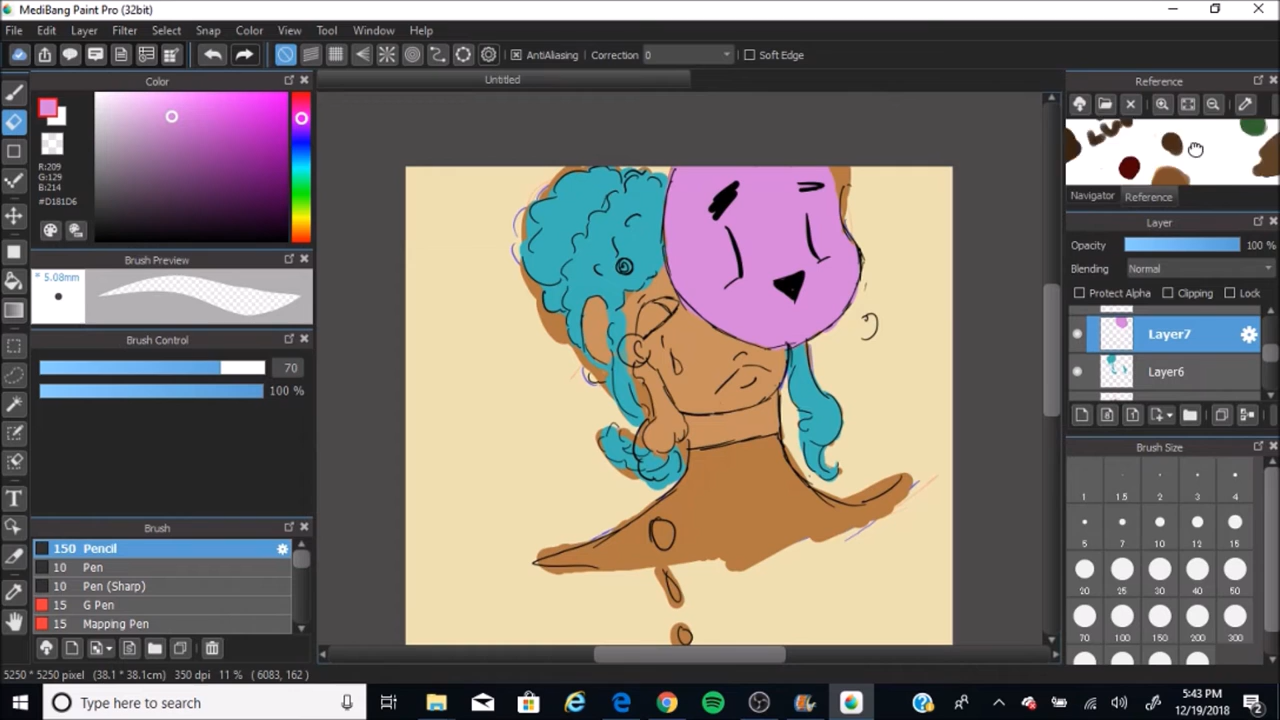 MediBang Paint Pro (32bit)
File Edit Layer Filter Select Snap Color View Tool Window Help
AntiAliasing Correction 0 Soft Edge
Color
Untitled
Reference
R:209
G:129
B:214
#D181D6
Navigator Reference
Layer
Opacity 100 %
Blending Normal
Protect Alpha Clipping Lock
Layer7
Layer6
Brush Preview
* 5.08mm
Brush Control
70
100 %
Brush
150 Pencil
10 Pen
10 Pen (Sharp)
15 G Pen
15 Mapping Pen
Brush Size
1 1.5 2 3 4
5 7 10 12 15
20 25 30 40 50
70 100 150 200 300
5250 * 5250 pixel (38.1 * 38.1cm) 350 dpi 11 % ( 6083, 162 )
Type here to search
5:43 PM
12/19/2018
2